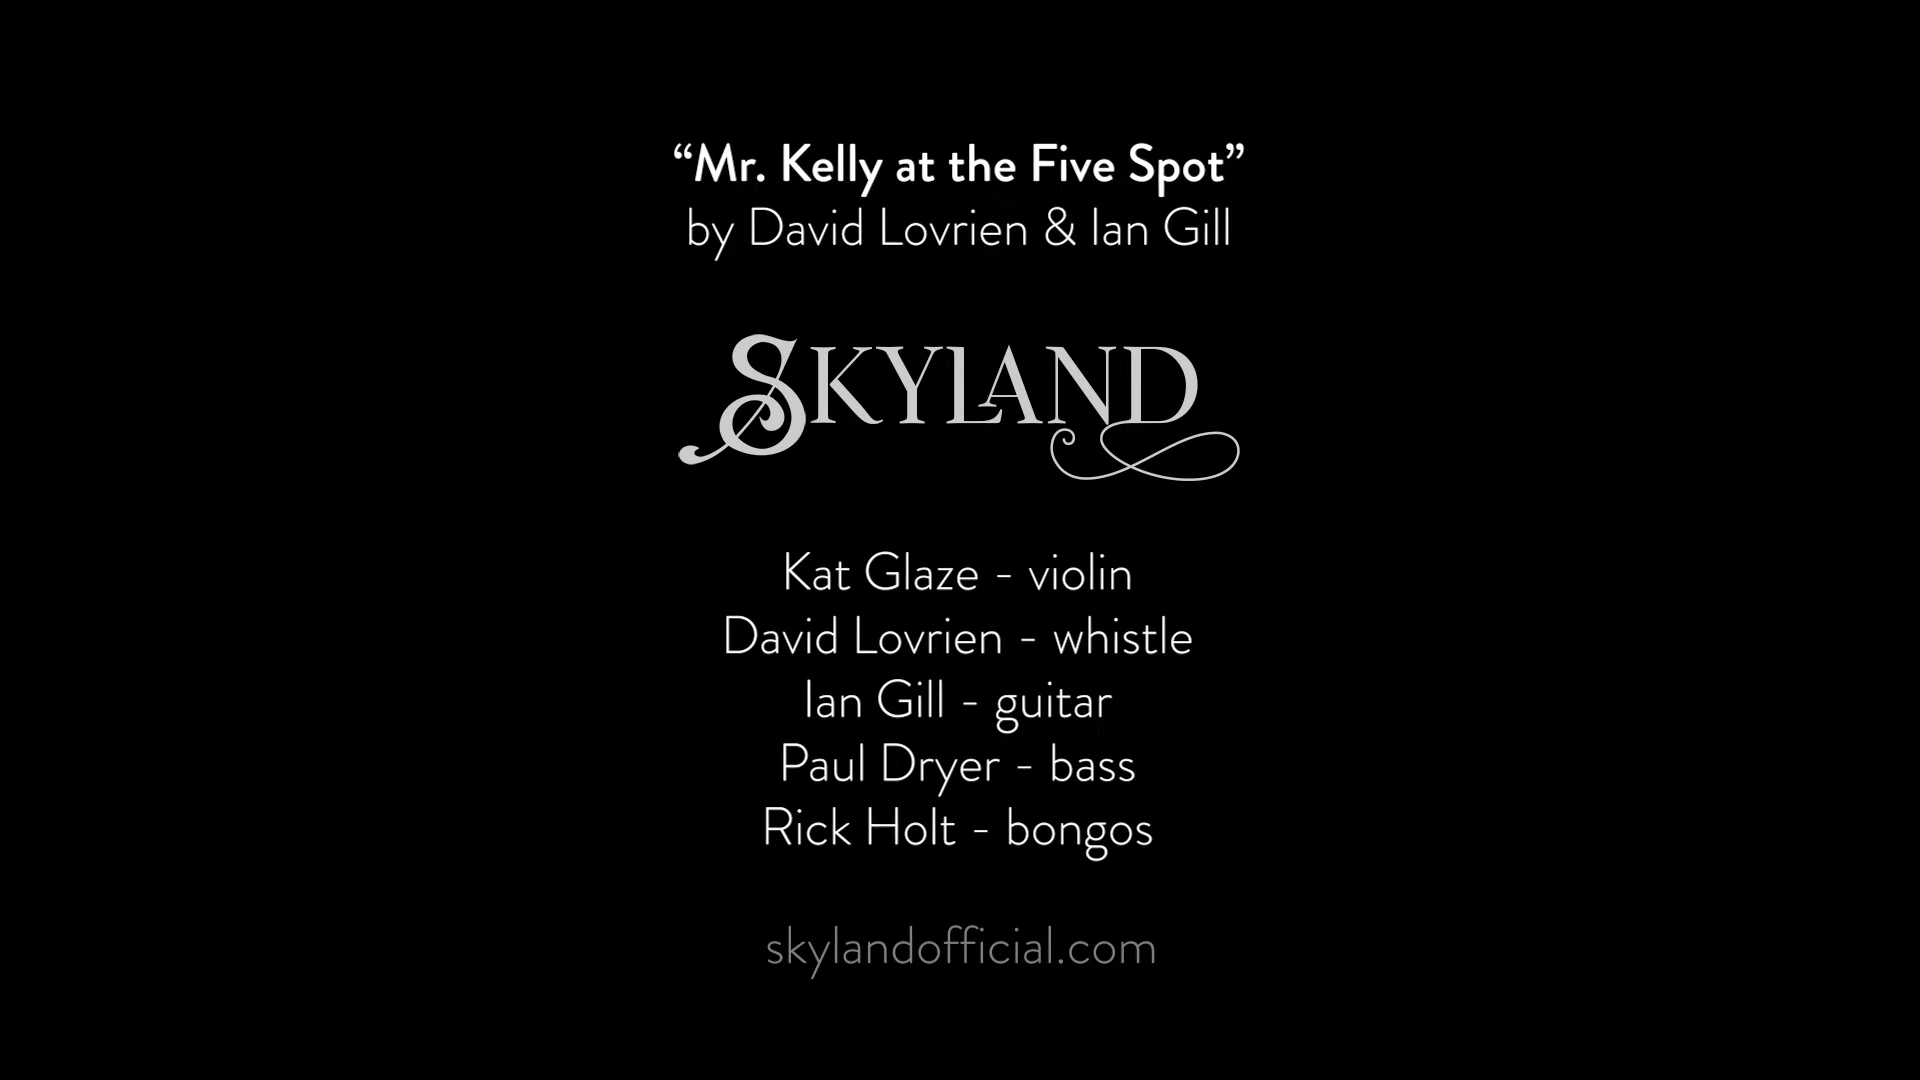 “Mr. Kelly at the Five Spot”
by David Lovrien & Ian Gill
SKYLAND
Kat Glaze - violin
David Lovrien - whistle
Ian Gill - guitar
Paul Dryer - bass
Rick Holt - bongos
skylandofficial.com